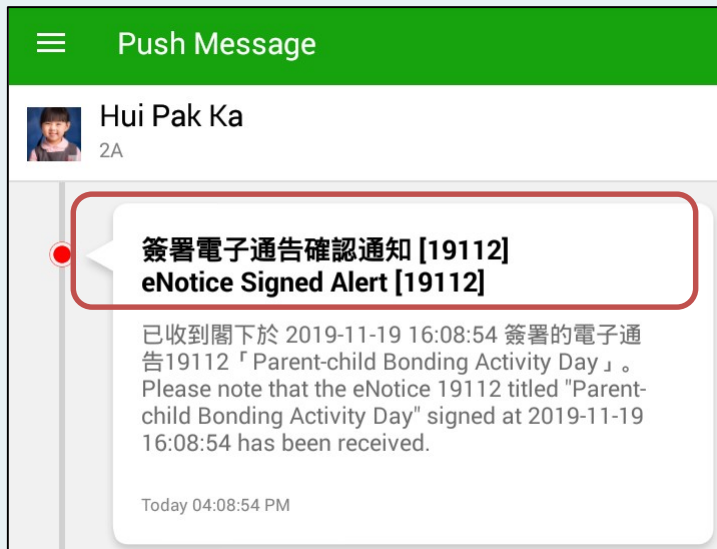 Push Message
Hui Pak Ka
2A
簽署電子通告確認通知 [19112]
eNotice Signed Alert [19112]
已收到閣下於 2019-11-19 16:08:54 簽署的電子通
告19112「Parent-child Bonding Activity Day」。
Please note that the eNotice 19112 titled "Parent-
child Bonding Activity Day" signed at 2019-11-19
16:08:54 has been received.
Today 04:08:54 PM